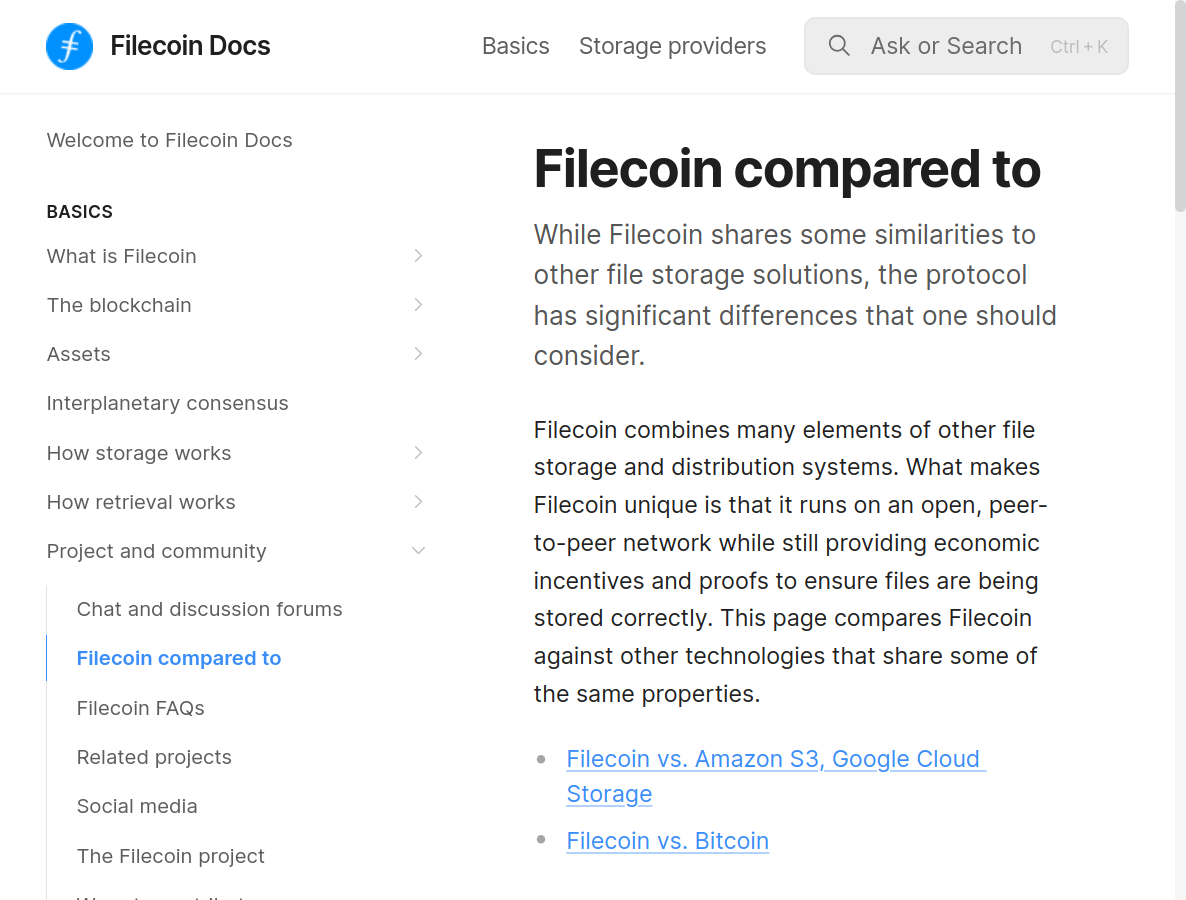 Filecoin Docs
Basics
Storage providers
Ask or Search
Ctrl + K
Welcome to Filecoin Docs
BASICS
What is Filecoin
The blockchain
Assets
Interplanetary consensus
How storage works
How retrieval works
Project and community
Chat and discussion forums
Filecoin compared to
Filecoin FAQs
Related projects
Social media
The Filecoin project
Filecoin compared to
While Filecoin shares some similarities to
other file storage solutions, the protocol
has significant differences that one should
consider.
Filecoin combines many elements of other file
storage and distribution systems. What makes
Filecoin unique is that it runs on an open, peer-
to-peer network while still providing economic
incentives and proofs to ensure files are being
stored correctly. This page compares Filecoin
against other technologies that share some of
the same properties.
Filecoin vs. Amazon S3, Google Cloud
Storage
Filecoin vs. Bitcoin